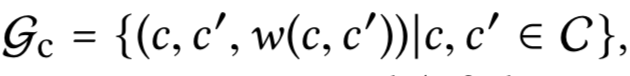 𝒢c = {(c, c′, w(c, c′))|c, c′ ∈ 𝒞},